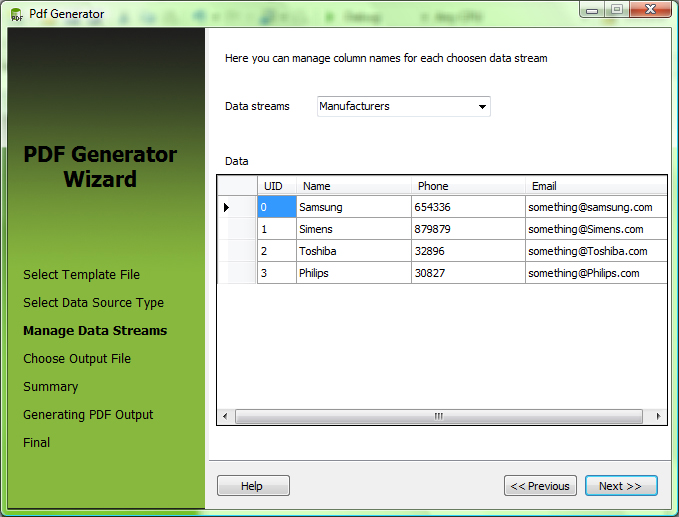 Pdf Generator
PDF Generator
Wizard
Select Template File
Select Data Source Type
Manage Data Streams
Choose Output File
Summary
Generating PDF Output
Final
Here you can manage column names for each choosen data stream
Data streams Manufacturers
Data
UID Name Phone Email
0 Samsung 654336 something@samsung.com
1 Simens 879879 something@Simens.com
2 Toshiba 32896 something@Toshiba.com
3 Philips 30827 something@Philips.com
Help << Previous Next >>